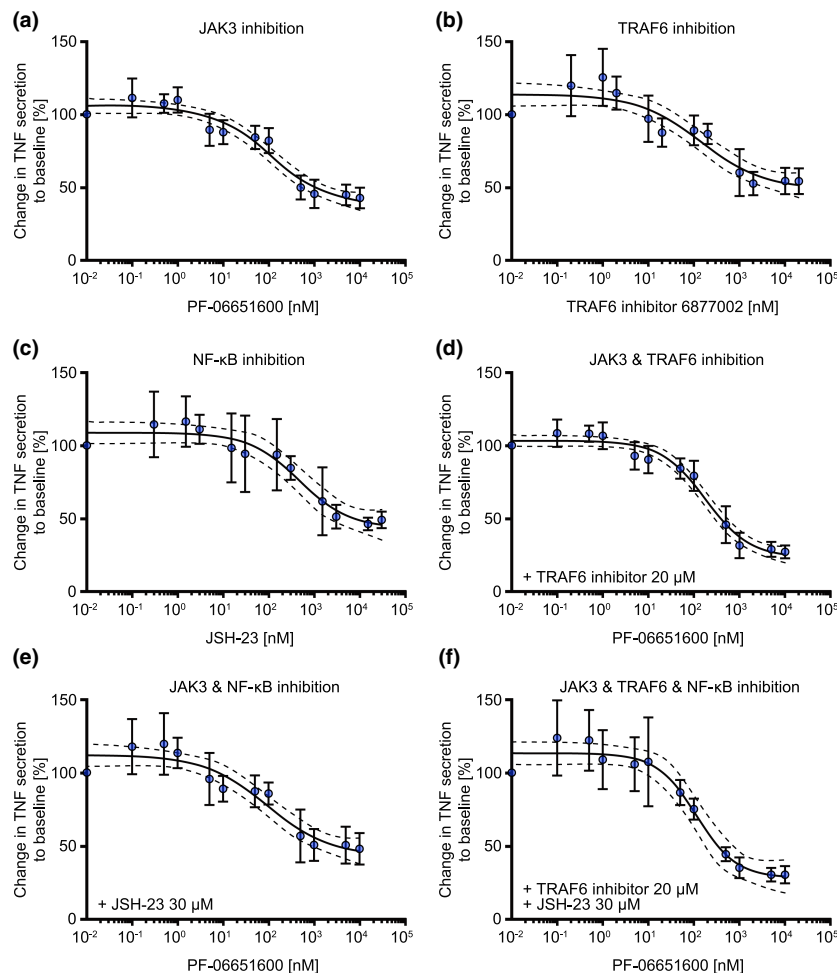 (a)
JAK3 inhibition
Change in TNF secretion
to baseline [%]
150
100
50
0
10⁻² 10⁻¹ 10⁰ 10¹ 10² 10³ 10⁴ 10⁵
PF-06651600 [nM]
(b)
TRAF6 inhibition
Change in TNF secretion
to baseline [%]
150
100
50
0
10⁻² 10⁻¹ 10⁰ 10¹ 10² 10³ 10⁴ 10⁵
TRAF6 inhibitor 6877002 [nM]
(c)
NF-κB inhibition
Change in TNF secretion
to baseline [%]
150
100
50
0
10⁻² 10⁻¹ 10⁰ 10¹ 10² 10³ 10⁴ 10⁵
JSH-23 [nM]
(d)
JAK3 & TRAF6 inhibition
Change in TNF secretion
to baseline [%]
150
100
50
0
+ TRAF6 inhibitor 20 μM
10⁻² 10⁻¹ 10⁰ 10¹ 10² 10³ 10⁴ 10⁵
PF-06651600 [nM]
(e)
JAK3 & NF-κB inhibition
Change in TNF secretion
to baseline [%]
150
100
50
0
+ JSH-23 30 μM
10⁻² 10⁻¹ 10⁰ 10¹ 10² 10³ 10⁴ 10⁵
PF-06651600 [nM]
(f)
JAK3 & TRAF6 & NF-κB inhibition
Change in TNF secretion
to baseline [%]
150
100
50
0
+ TRAF6 inhibitor 20 μM
+ JSH-23 30 μM
10⁻² 10⁻¹ 10⁰ 10¹ 10² 10³ 10⁴ 10⁵
PF-06651600 [nM]